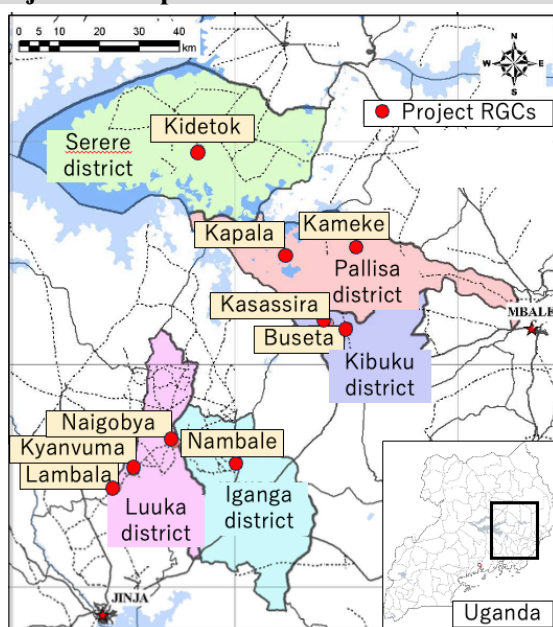 0 5 10 20 30 40
km
N
W E
S
Project RGCs
Kidetok
Serere
district
Kapala
Kameke
Pallisa
district
Kasassira
MBALE
Buseta
Kibuku
district
Naigobya
Nambale
Kyanvuma
Lambala
Iganga
district
Luuka
district
JINJA
Uganda